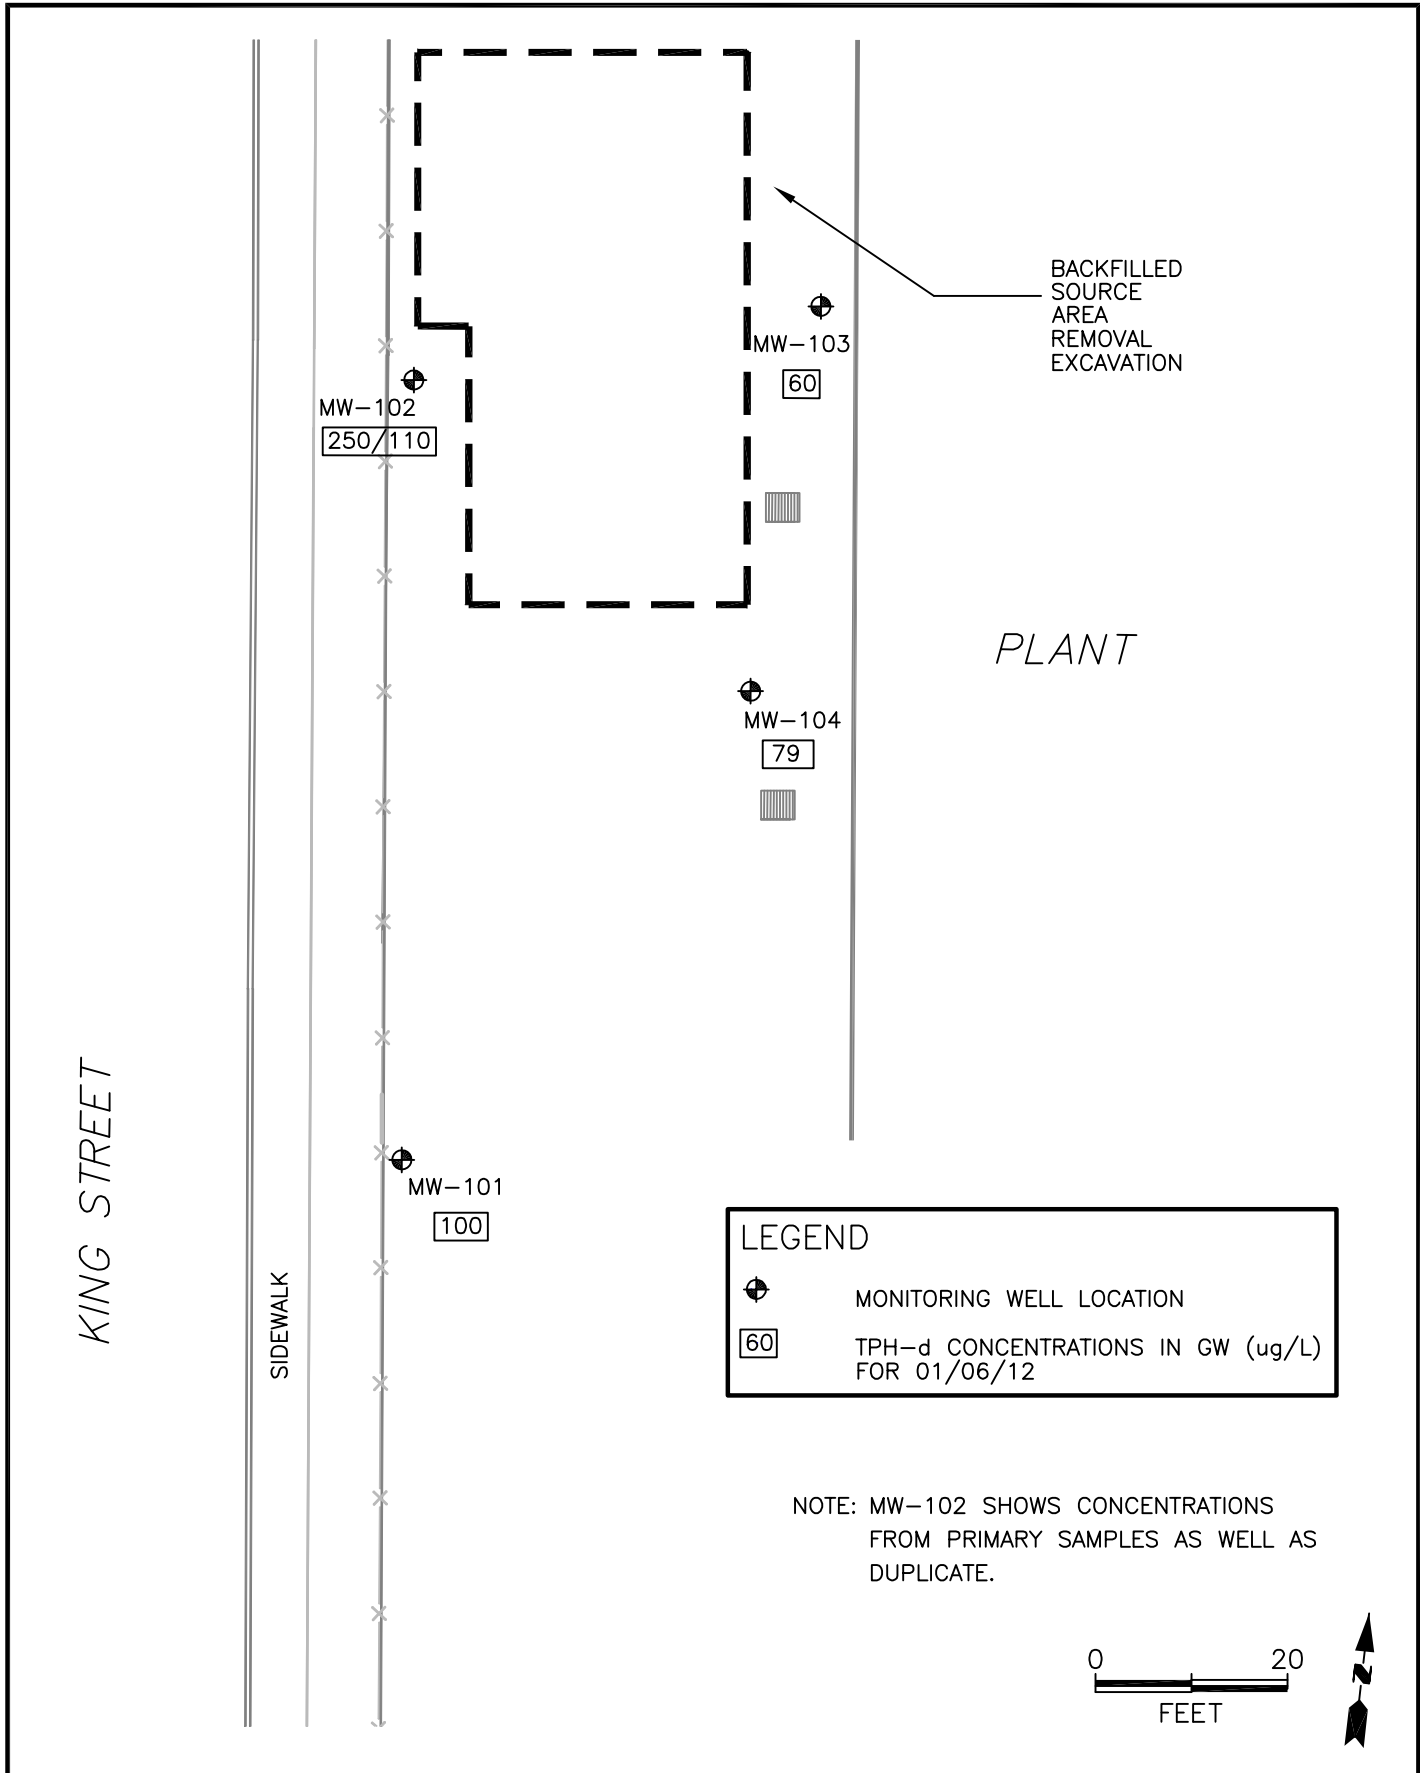 BACKFILLED
SOURCE
AREA
REMOVAL
EXCAVATION
MW-103
60
MW-102
250/110
PLANT
MW-104
79
KING STREET
SIDEWALK
MW-101
100
LEGEND
MONITORING WELL LOCATION
60
TPH-d CONCENTRATIONS IN GW (ug/L)
FOR 01/06/12
NOTE: MW-102 SHOWS CONCENTRATIONS
FROM PRIMARY SAMPLES AS WELL AS
DUPLICATE.
0 20
FEET
N